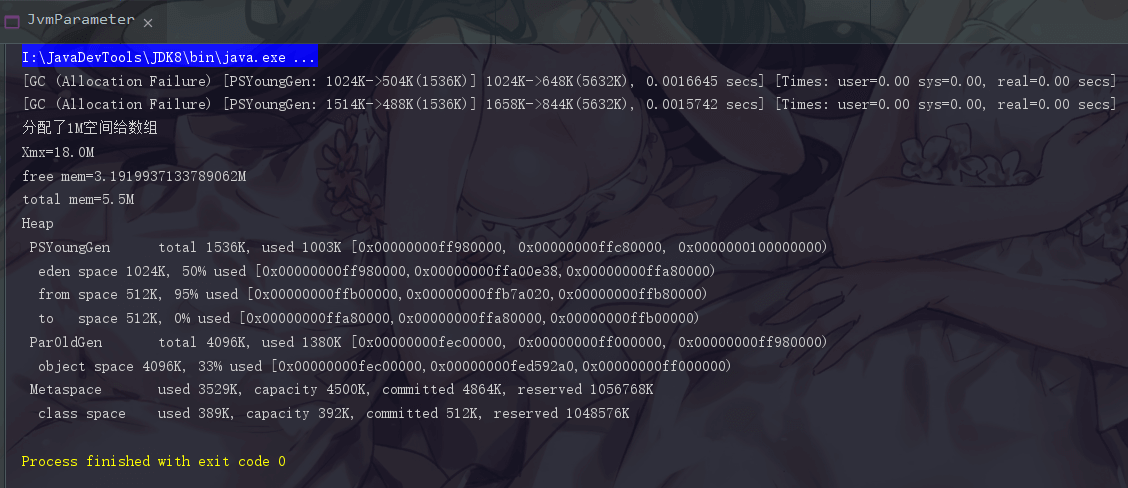 JvmParameter ×
I:\JavaDevTools\JDK8\bin\java.exe ...
[GC (Allocation Failure) [PSYoungGen: 1024K->504K(1536K)] 1024K->648K(5632K), 0.0016645 secs] [Times: user=0.00 sys=0.00, real=0.00 secs]
[GC (Allocation Failure) [PSYoungGen: 1514K->488K(1536K)] 1658K->844K(5632K), 0.0015742 secs] [Times: user=0.00 sys=0.00, real=0.00 secs]
分配了1M空间给数组
Xmx=18.0M
free mem=3.1919937133789062M
total mem=5.5M
Heap
 PSYoungGen      total 1536K, used 1003K [0x00000000ff980000, 0x00000000ffc80000, 0x0000000100000000)
  eden space 1024K, 50% used [0x00000000ff980000,0x00000000ffa00e38,0x00000000ffa80000)
  from space 512K, 95% used [0x00000000ffb00000,0x00000000ffb7a020,0x00000000ffb80000)
  to   space 512K, 0% used [0x00000000ffa80000,0x00000000ffa80000,0x00000000ffb00000)
 ParOldGen       total 4096K, used 1380K [0x00000000fec00000, 0x00000000ff000000, 0x00000000ff980000)
  object space 4096K, 33% used [0x00000000fec00000,0x00000000fed592a0,0x00000000ff000000)
 Metaspace       used 3529K, capacity 4500K, committed 4864K, reserved 1056768K
  class space    used 389K, capacity 392K, committed 512K, reserved 1048576K
Process finished with exit code 0